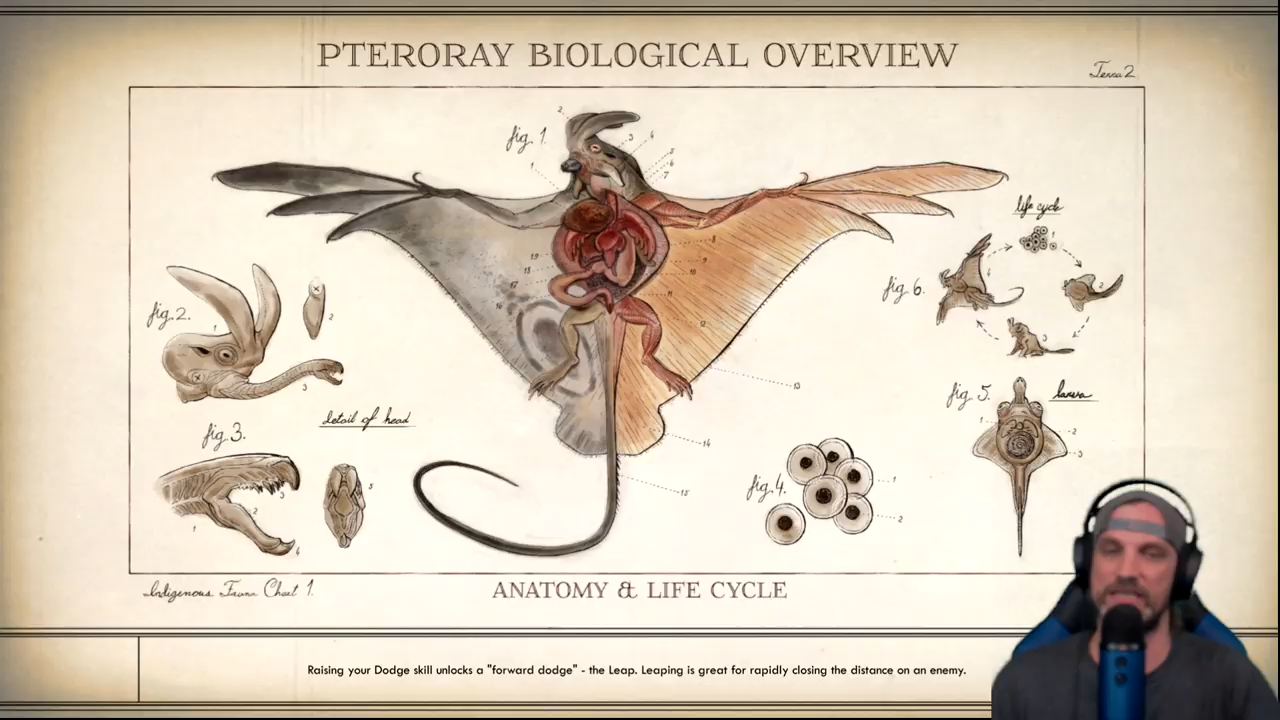 PTERORAY BIOLOGICAL OVERVIEW
Terra 2
fig. 1.
life cycle
fig. 6.
fig. 2.
fig. 5.
larva
detail of head
fig. 3.
fig. 4.
Indigenous Fauna Chart 1.
ANATOMY & LIFE CYCLE
Raising your Dodge skill unlocks a "forward dodge" - the Leap. Leaping is great for rapidly closing the distance on an enemy.